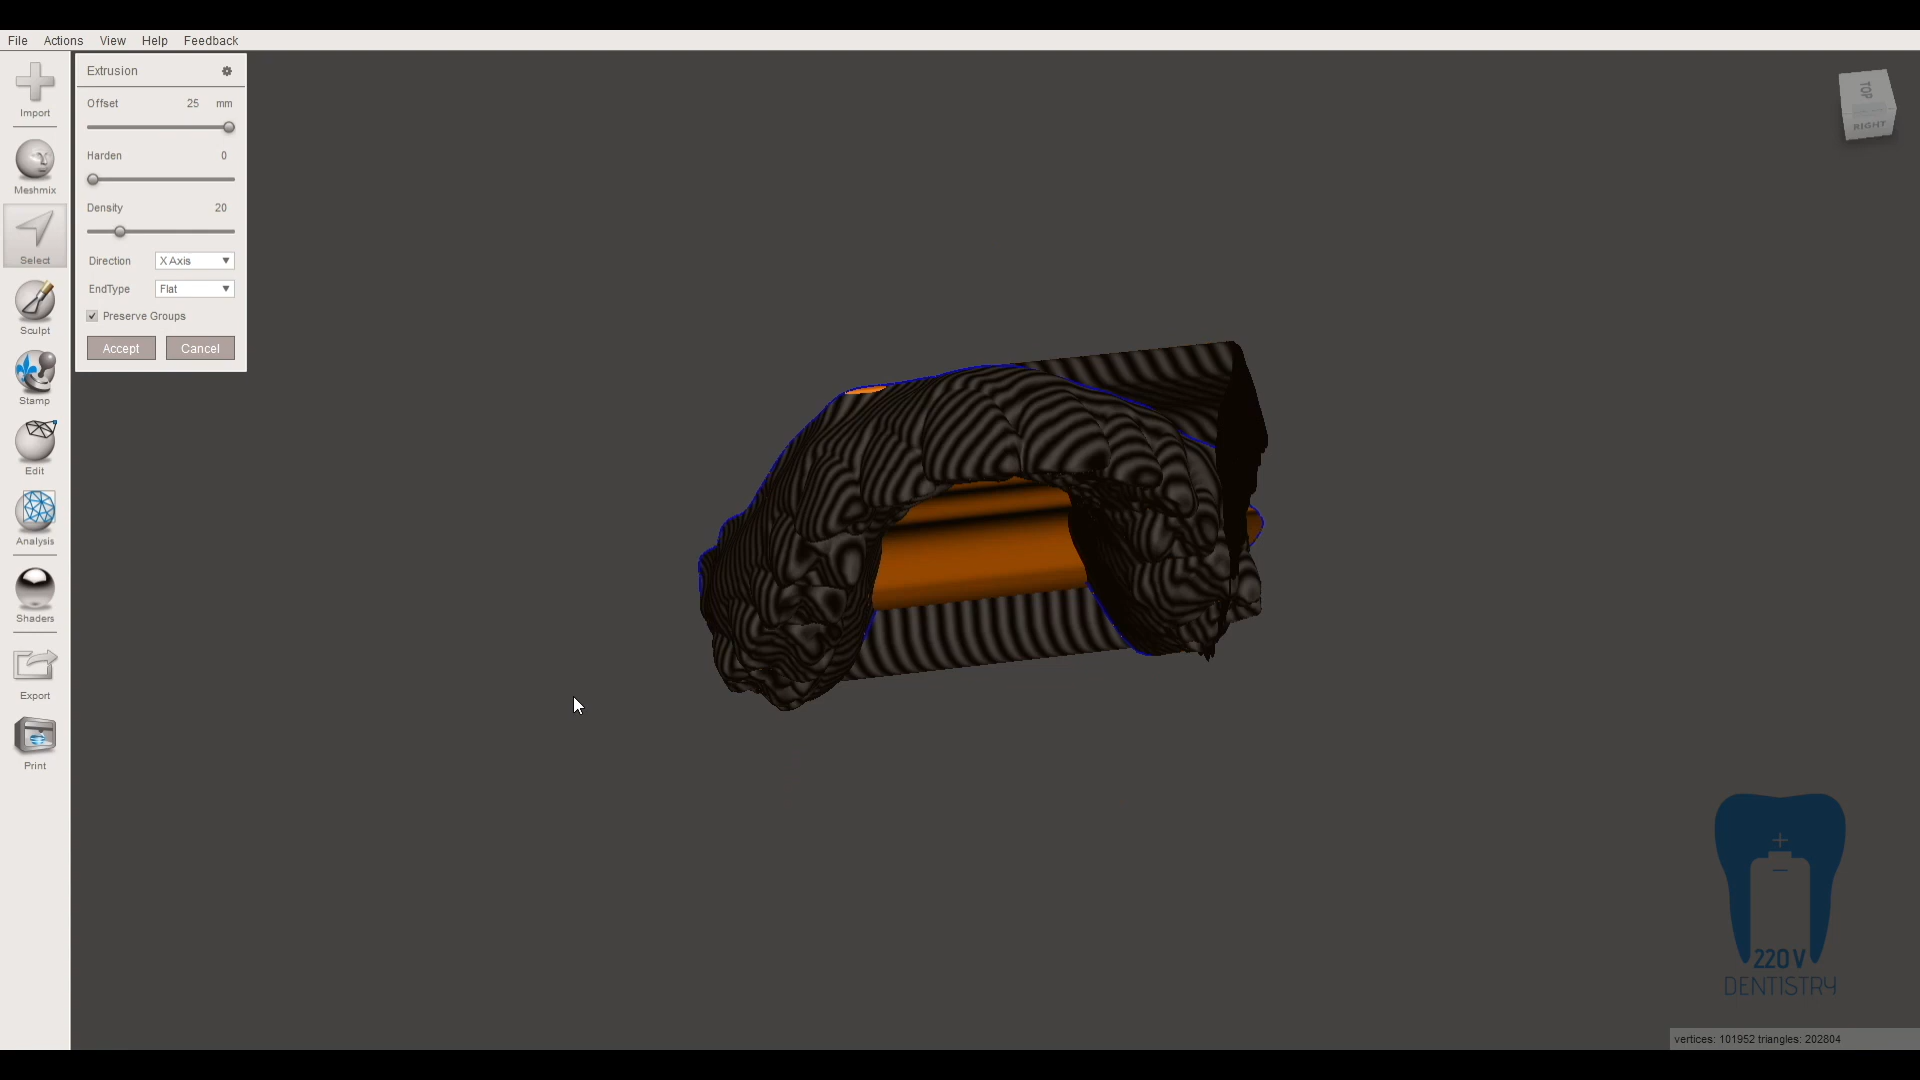 File Actions View Help Feedback
Import
Meshmix
Select
Sculpt
Stamp
Edit
Analysis
Shaders
Export
Print
Extrusion
Offset 25 mm
Harden 0
Density 20
Direction X Axis
EndType Flat
Preserve Groups
Accept Cancel
TOP
RIGHT
220 V
DENTISTRY
vertices: 101952 triangles: 202804